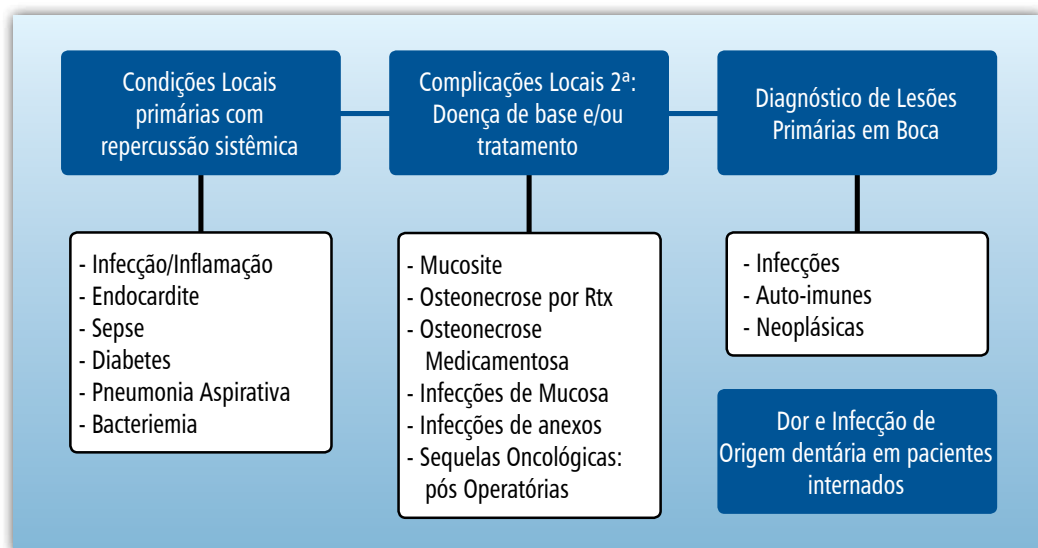 Condições Locais
primárias com
repercussão sistêmica
Complicações Locais 2ª:
Doença de base e/ou
tratamento
Diagnóstico de Lesões
Primárias em Boca
- Infecção/Inflamação
- Endocardite
- Sepse
- Diabetes
- Pneumonia Aspirativa
- Bacteriemia
- Mucosite
- Osteonecrose por Rtx
- Osteonecrose
Medicamentosa
- Infecções de Mucosa
- Infecções de anexos
- Sequelas Oncológicas:
pós Operatórias
- Infecções
- Auto-imunes
- Neoplásicas
Dor e Infecção de
Origem dentária em pacientes
internados